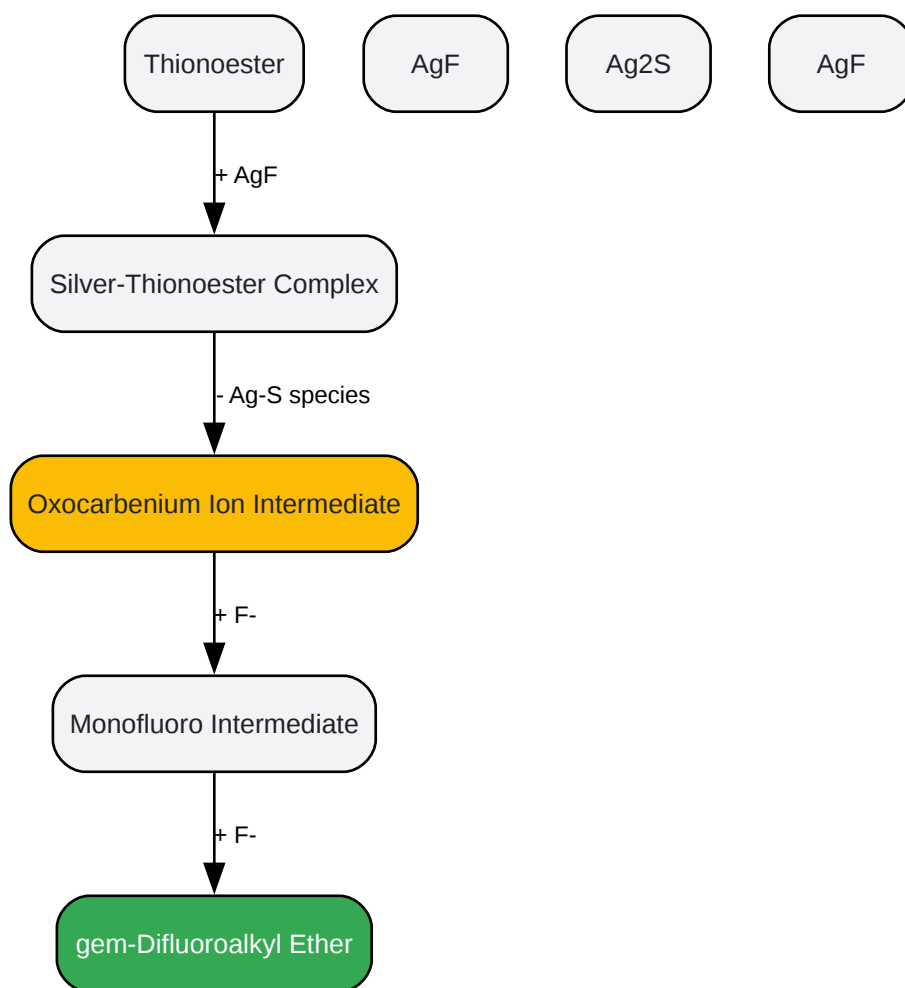 Thionoester
AgF
Ag2S
AgF
+ AgF
Silver-Thionoester Complex
- Ag-S species
Oxocarbenium Ion Intermediate
+ F-
Monofluoro Intermediate
+ F-
gem-Difluoroalkyl Ether